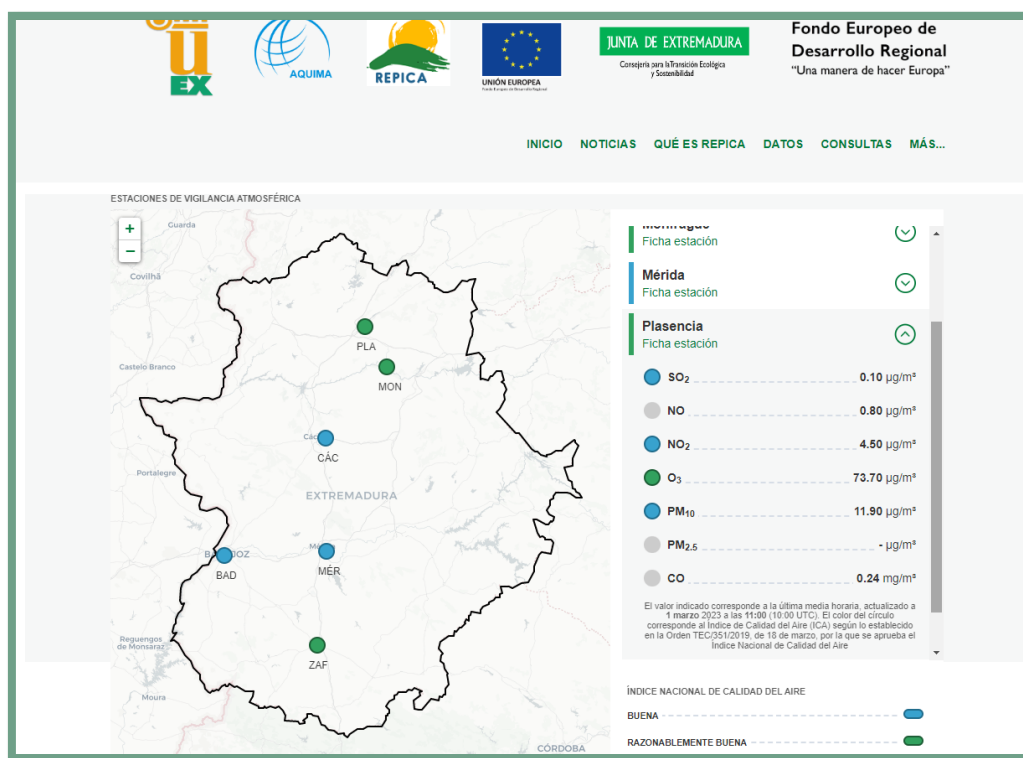 UEX
AQUIMA
REPICA
UNIÓN EUROPEA
Fondo Europeo de Desarrollo Regional
JUNTA DE EXTREMADURA
Consejería para la Transición Ecológica
y Sostenibilidad
Fondo Europeo de
Desarrollo Regional
“Una manera de hacer Europa”
INICIO NOTICIAS QUÉ ES REPICA DATOS CONSULTAS MÁS...
ESTACIONES DE VIGILANCIA ATMOSFÉRICA
+
−
Guarda
Covilhã
Castelo Branco
Portalegre
Reguengos
de Monsaraz
Moura
PLA
MON
CÁC
EXTREMADURA
BAD
MÉR
ZAF
CÓRDOBA
Monfragüe
Ficha estación
Mérida
Ficha estación
Plasencia
Ficha estación
SO₂ 0.10 µg/m³
NO 0.80 µg/m³
NO₂ 4.50 µg/m³
O₃ 73.70 µg/m³
PM₁₀ 11.90 µg/m³
PM₂.₅ - µg/m³
CO 0.24 mg/m³
El valor indicado corresponde a la última media horaria, actualizado a
1 marzo 2023 a las 11:00 (10:00 UTC). El color del círculo
corresponde al Índice de Calidad del Aire (ICA) según lo establecido
en la Orden TEC/351/2019, de 18 de marzo, por la que se aprueba el
Índice Nacional de Calidad del Aire
ÍNDICE NACIONAL DE CALIDAD DEL AIRE
BUENA
RAZONABLEMENTE BUENA